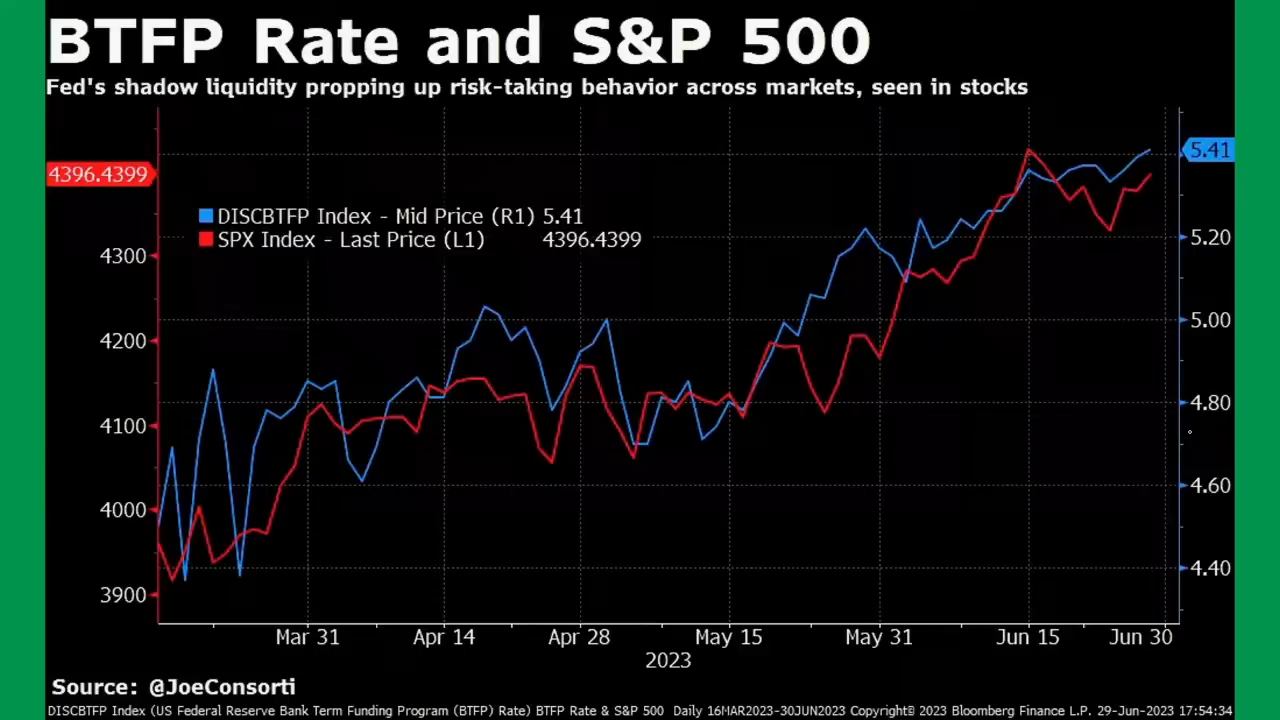 BTFP Rate and S&P 500
Fed's shadow liquidity propping up risk-taking behavior across markets, seen in stocks
4396.4399
5.41
DISCBTFP Index - Mid Price (R1) 5.41
SPX Index - Last Price (L1) 4396.4399
4300
4200
4100
4000
3900
5.20
5.00
4.80
4.60
4.40
Mar 31 Apr 14 Apr 28 May 15 May 31 Jun 15 Jun 30
2023
Source: @JoeConsorti
DISCBTFP Index (US Federal Reserve Bank Term Funding Program (BTFP) Rate) BTFP Rate & S&P 500 Daily 16MAR2023-30JUN2023 Copyright© 2023 Bloomberg Finance L.P. 29-Jun-2023 17:54:34